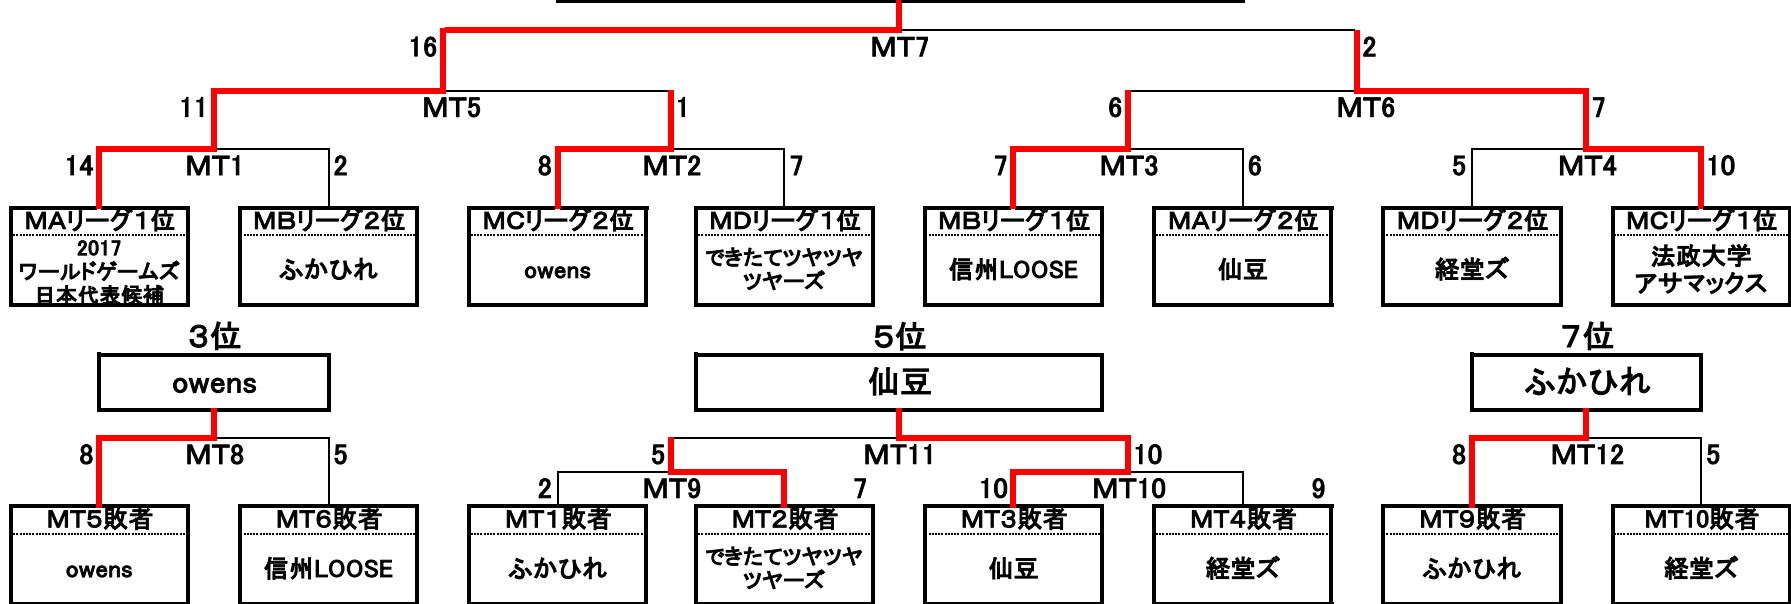 16 MT7 2
11 MT5 1 6 MT6 7
14 MT1 2 8 MT2 7 7 MT3 6 5 MT4 10
MAリーグ1位 MBリーグ2位 MCリーグ2位 MDリーグ1位 MBリーグ1位 MAリーグ2位 MDリーグ2位 MCリーグ1位
2017
ワールドゲームズ
日本代表候補
ふかひれ
owens
できたてツヤツヤ
ツヤーズ
信州LOOSE
仙豆
経堂ズ
法政大学
アサマックス
3位 5位 7位
owens 仙豆 ふかひれ
8 MT8 5 5 MT11 10 8 MT12 5
2 MT9 7 10 MT10 9
MT5敗者 MT6敗者 MT1敗者 MT2敗者 MT3敗者 MT4敗者 MT9敗者 MT10敗者
owens
信州LOOSE
ふかひれ
できたてツヤツヤ
ツヤーズ
仙豆
経堂ズ
ふかひれ
経堂ズ